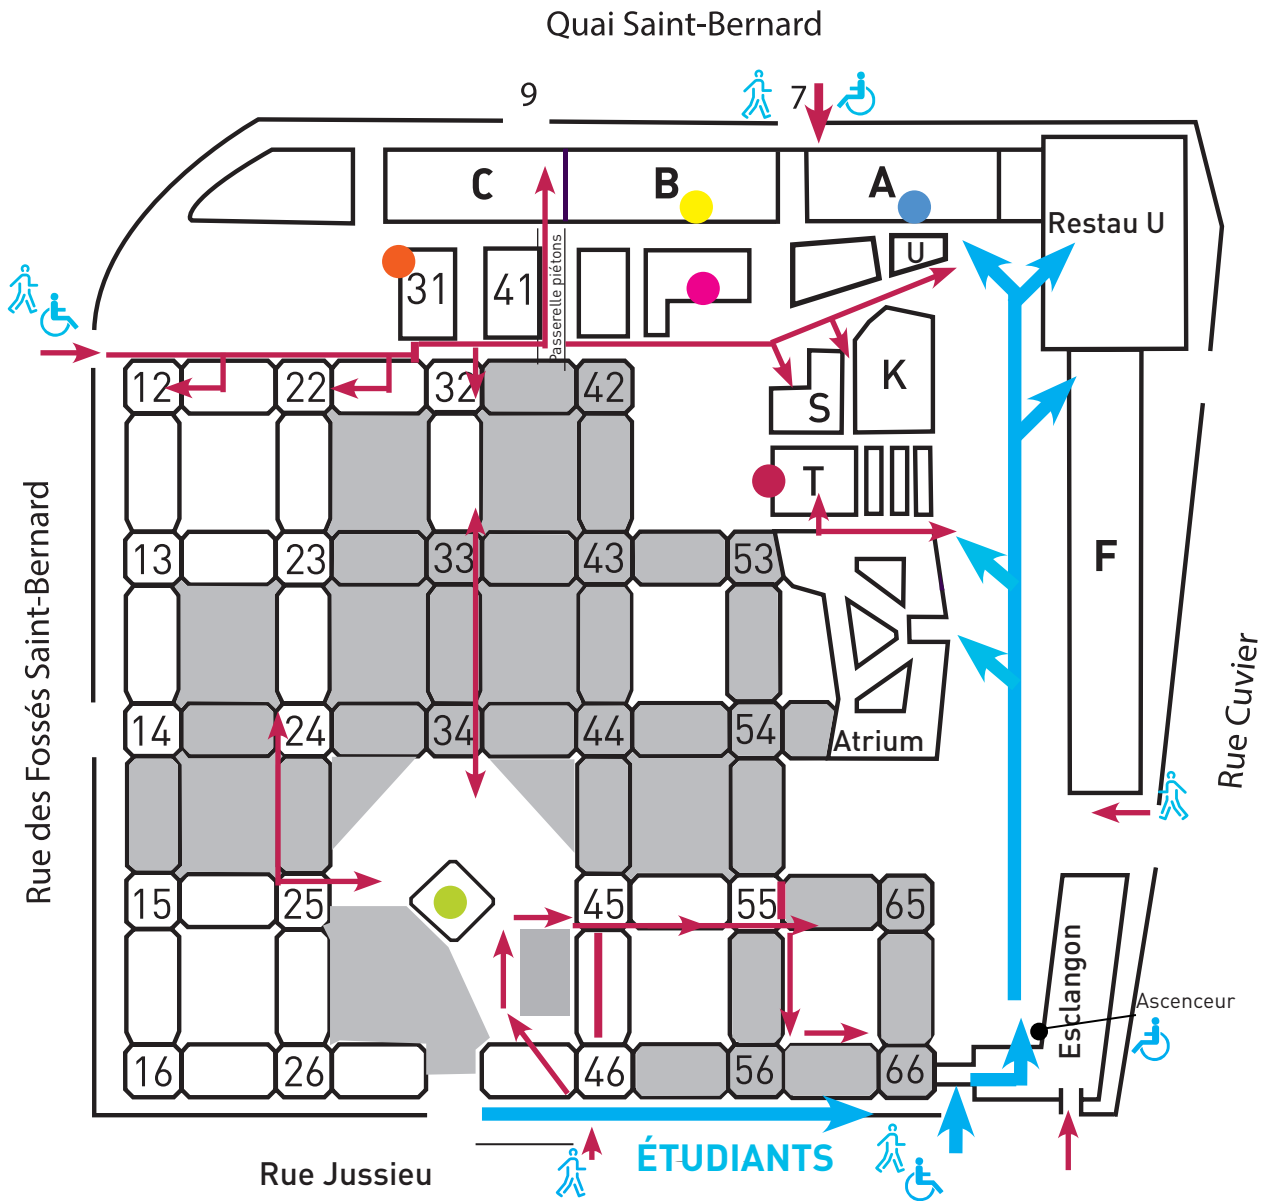 Quai Saint-Bernard
9
7
C
B
A
Restau U
U
31
41
Passerelle piétons
12
22
32
42
K
S
T
13
23
33
43
53
F
14
24
34
44
54
Atrium
15
25
45
55
65
16
26
46
56
66
Esclangon
Ascenceur
Rue des Fossés Saint-Bernard
Rue Cuvier
ÉTUDIANTS
Rue Jussieu